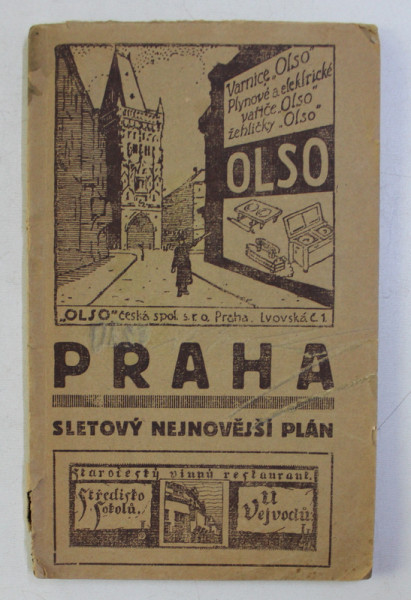 Varnice „Olso“
Plynové a elektrické
vařiče „Olso“
žehličky „Olso“
OLSO
„OLSO“ česká spol. s r. o. Praha, Lvovská č. 1.
PRAHA
SLETOVÝ NEJNOVĚJŠÍ PLÁN
Staročeský vinný restaurant.
Středisko
Sokolů.
U
Vejvodů